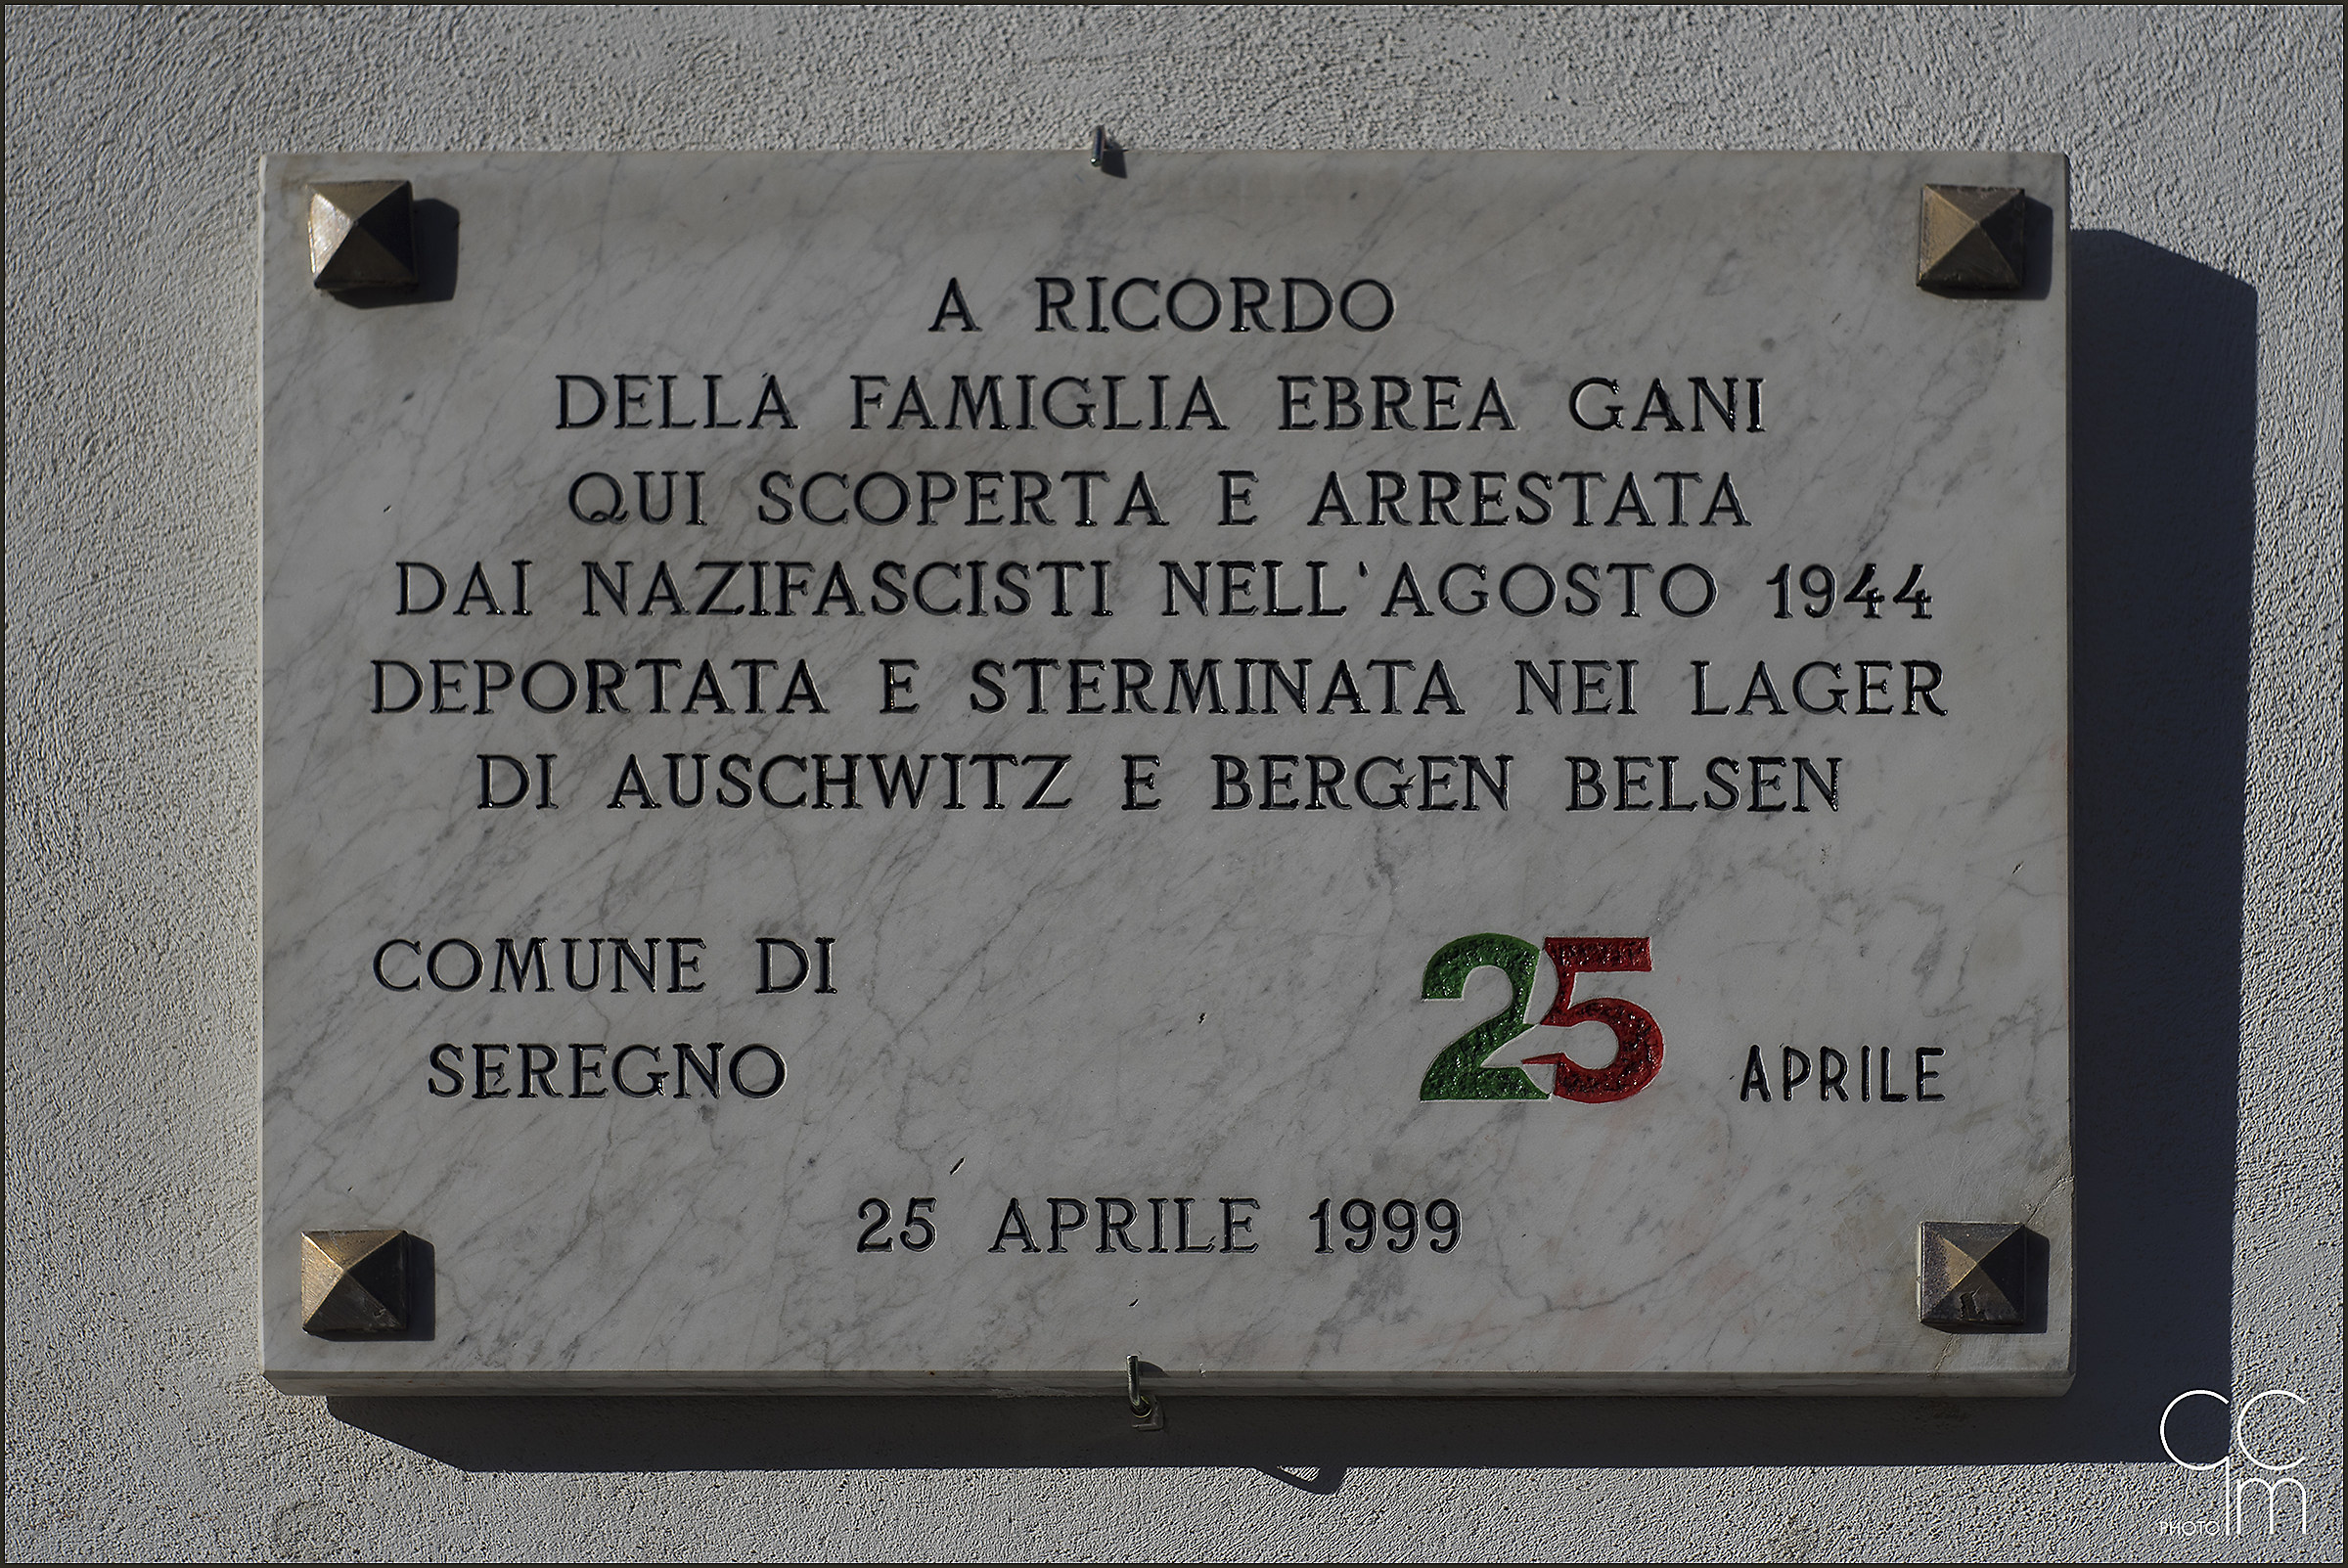 A RICORDO
DELLA FAMIGLIA EBREA GANI
QUI SCOPERTA E ARRESTATA
DAI NAZIFASCISTI NELL'AGOSTO 1944
DEPORTATA E STERMINATA NEI LAGER
DI AUSCHWITZ E BERGEN BELSEN
COMUNE DI
SEREGNO
25 APRILE
25 APRILE 1999
PHOTO